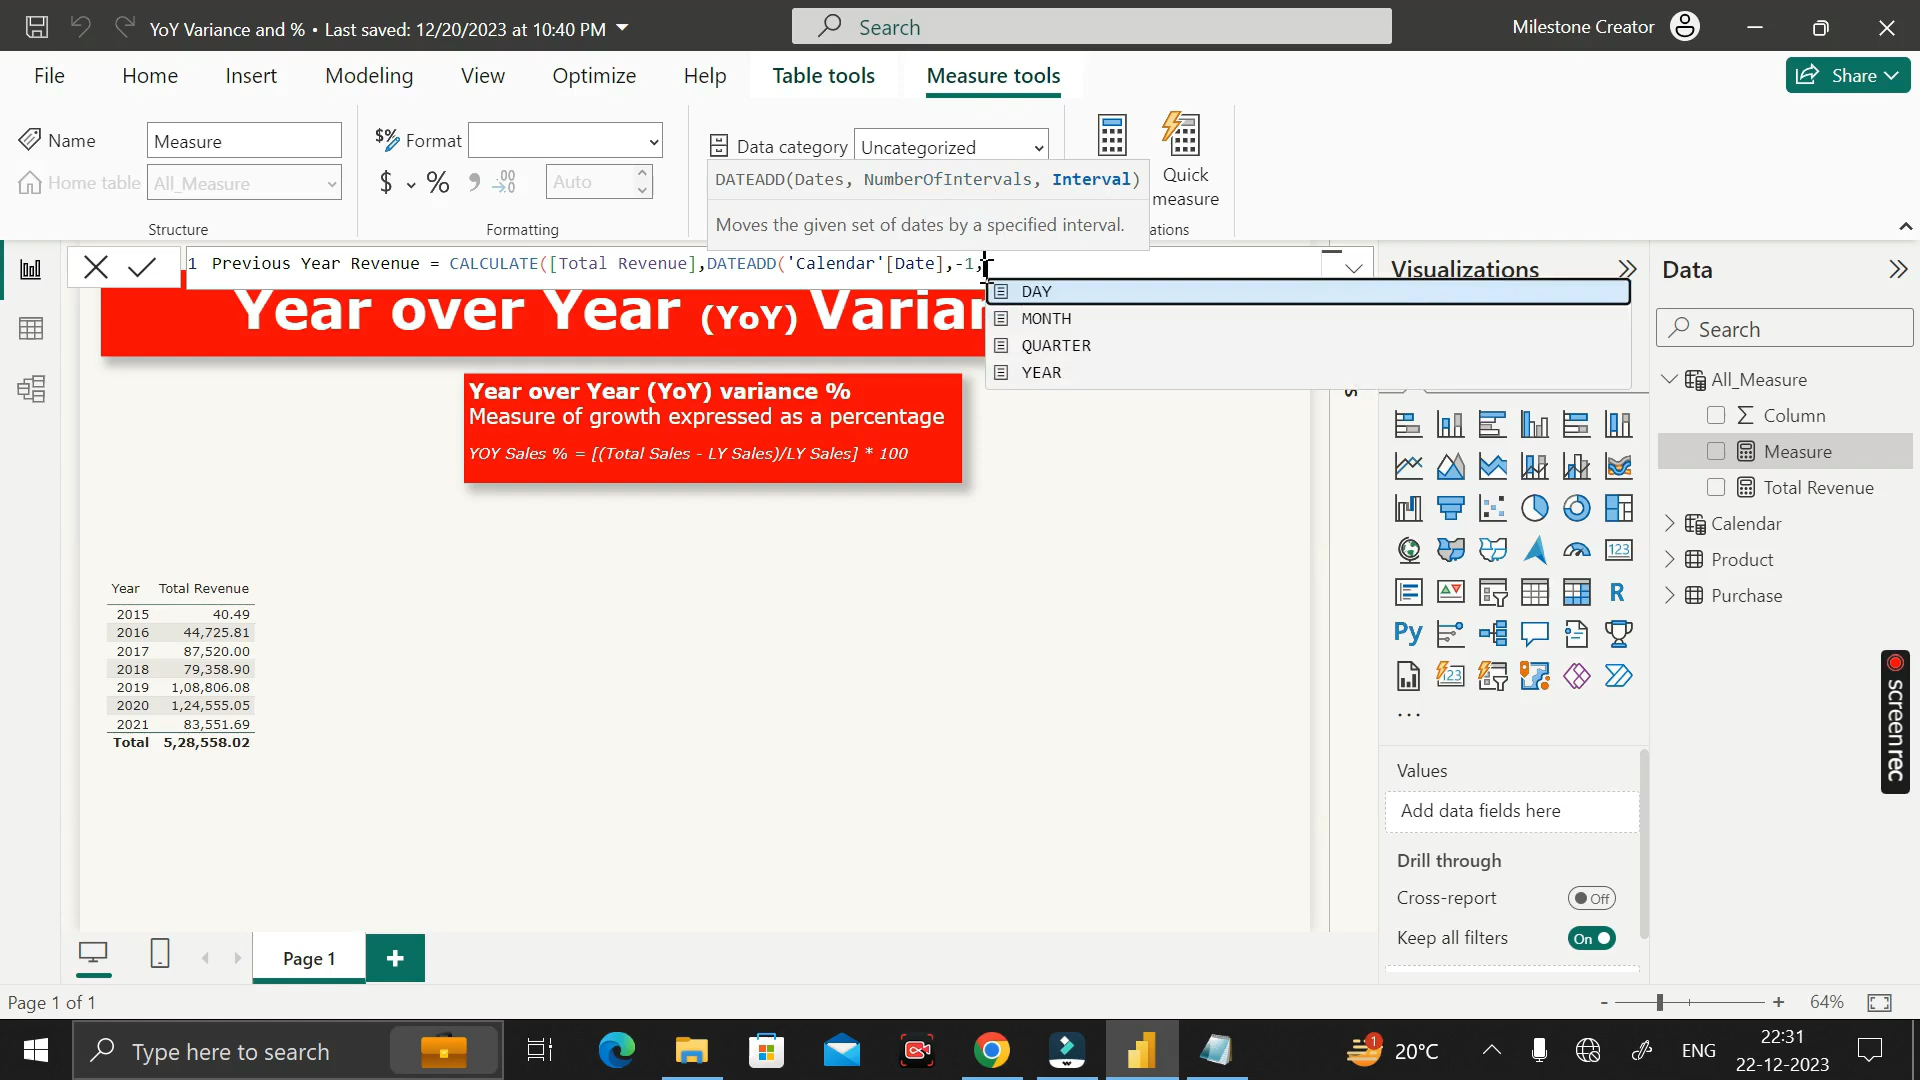 YoY Variance and % • Last saved: 12/20/2023 at 10:40 PM
Search
Milestone Creator
File
Home
Insert
Modeling
View
Optimize
Help
Table tools
Measure tools
Share
Name
Measure
Home table
All_Measure
Structure
Format
$
%
Auto
Formatting
Data category
Uncategorized
Quick
measure
ations
DATEADD(Dates, NumberOfIntervals, Interval)
Moves the given set of dates by a specified interval.
1 Previous Year Revenue = CALCULATE([Total Revenue],DATEADD('Calendar'[Date],-1,
DAY
MONTH
QUARTER
YEAR
Year over Year (YoY) Varian
Year over Year (YoY) variance %
Measure of growth expressed as a percentage
YOY Sales % = [(Total Sales - LY Sales)/LY Sales] * 100
Year Total Revenue
2015 40.49
2016 44,725.81
2017 87,520.00
2018 79,358.90
2019 1,08,806.08
2020 1,24,555.05
2021 83,551.69
Total 5,28,558.02
Visualizations
123
R
Py
123
Values
Add data fields here
Drill through
Cross-report
Off
Keep all filters
On
Data
Search
All_Measure
Column
Measure
Total Revenue
Calendar
Product
Purchase
screenrec
Page 1
Page 1 of 1
64%
Type here to search
1
20°C
ENG
22:31
22-12-2023